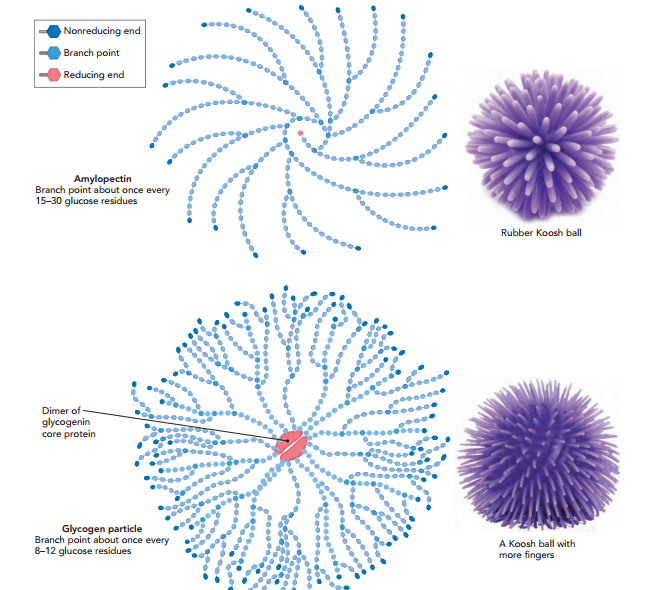 Nonreducing end
Branch point
Reducing end
Amylopectin
Branch point about once every
15–30 glucose residues
Rubber Koosh ball
Dimer of
glycogenin
core protein
Glycogen particle
Branch point about once every
8–12 glucose residues
A Koosh ball with
more fingers